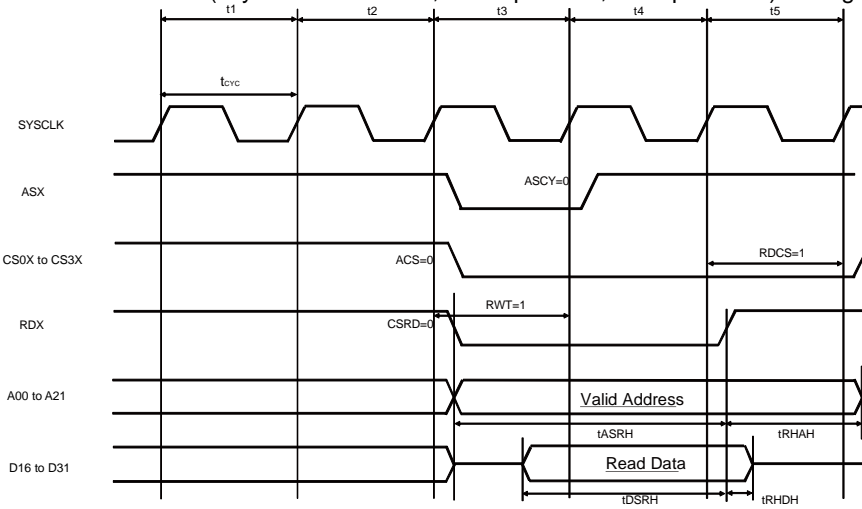 t1 t2 t3 t4 t5
tCYC
SYSCLK
ASX ASCY=0
CS0X to CS3X ACS=0 RDCS=1
RWT=1
RDX CSRD=0
A00 to A21 Valid Address
tASRH tRHAH
D16 to D31 Read Data
tDSRH tRHDH